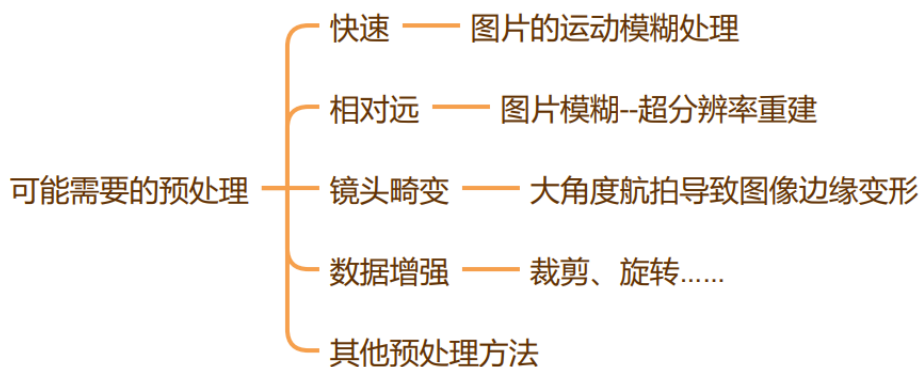 快速
图片的运动模糊处理
相对远
图片模糊--超分辨率重建
可能需要的预处理
镜头畸变
大角度航拍导致图像边缘变形
数据增强
裁剪、旋转……
其他预处理方法